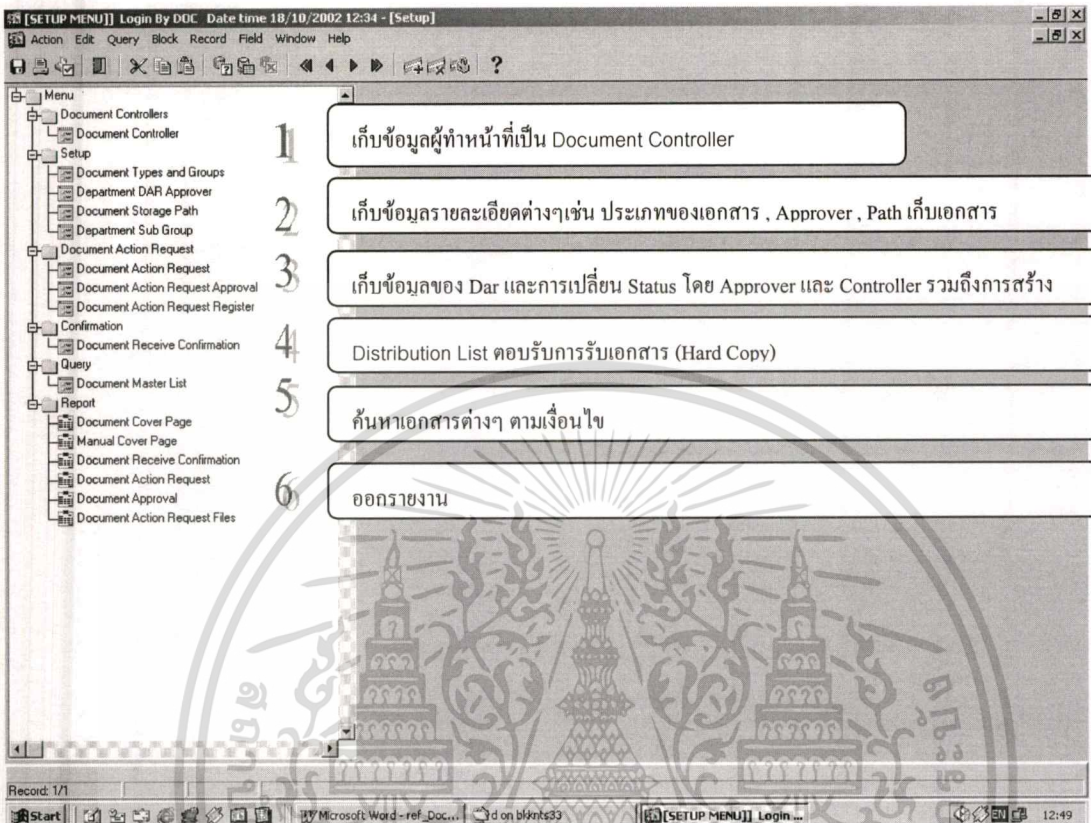 [SETUP MENU]] Login By DOC Date time 18/10/2002 12:34 - [Setup]
Action Edit Query Block Record Field Window Help
Menu
Document Controllers
Document Controller
1
เก็บข้อมูลผู้ทำหน้าที่เป็น Document Controller
Setup
Document Types and Groups
Department DAR Approver
Document Storage Path
Department Sub Group
2
เก็บข้อมูลรายละเอียดต่างๆเช่น ประเภทของเอกสาร , Approver , Path เก็บเอกสาร
Document Action Request
Document Action Request
Document Action Request Approval
Document Action Request Register
3
เก็บข้อมูลของ Dar และการเปลี่ยน Status โดย Approver และ Controller รวมถึงการสร้าง
Confirmation
Document Receive Confirmation
4
Distribution List ตอบรับการรับเอกสาร (Hard Copy)
Query
Document Master List
5
ค้นหาเอกสารต่างๆ ตามเงื่อนไข
Report
Document Cover Page
Manual Cover Page
Document Receive Confirmation
Document Action Request
Document Approval
Document Action Request Files
6
ออกรายงาน
Record: 1/1
Start
Microsoft Word - ref_Doc...
d on bkknts33
[SETUP MENU]] Login ...
EN
12:49